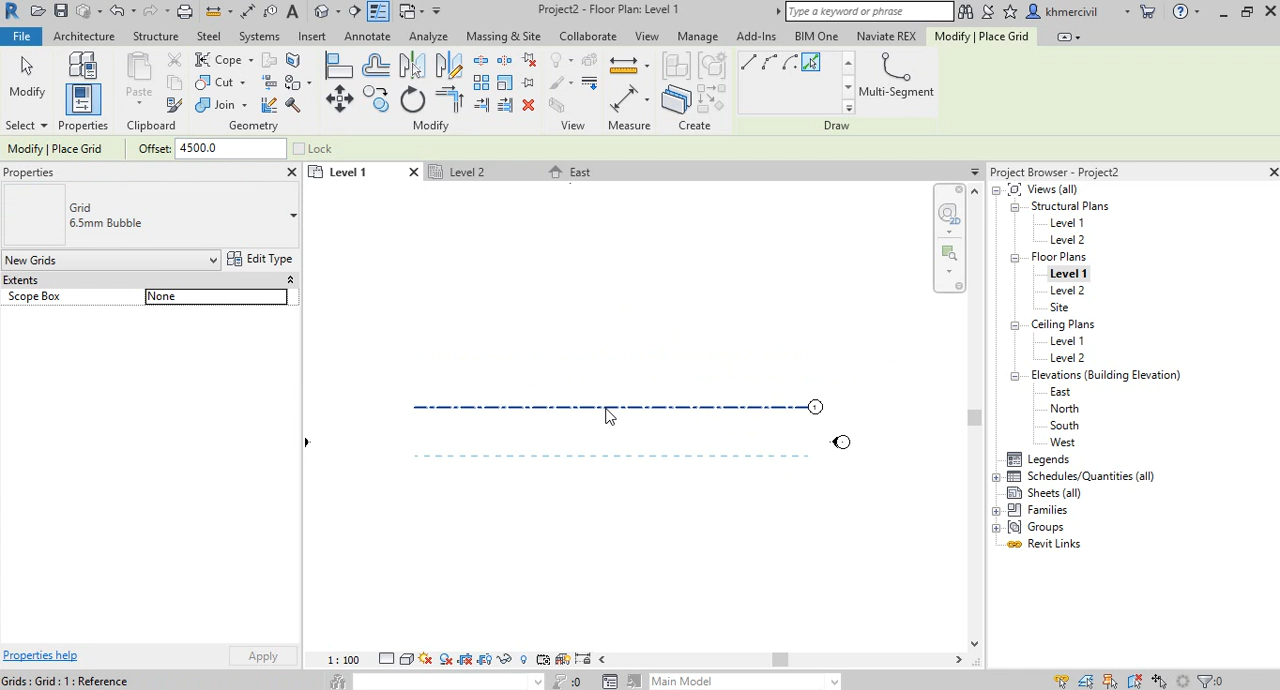 Project2 - Floor Plan: Level 1
Type a keyword or phrase
khmercivil
File Architecture Structure Steel Systems Insert Annotate Analyze Massing & Site Collaborate View Manage Add-Ins BIM One Naviate REX Modify | Place Grid
Modify
Paste
Cope
Cut
Join
Multi-Segment
Select Properties Clipboard Geometry Modify View Measure Create Draw
Modify | Place Grid Offset: 4500.0 Lock
Properties
Level 1
Level 2
East
Project Browser - Project2
Grid
6.5mm Bubble
New Grids
Edit Type
Extents
Scope Box None
2D
1
Views (all)
Structural Plans
Level 1
Level 2
Floor Plans
Level 1
Level 2
Site
Ceiling Plans
Level 1
Level 2
Elevations (Building Elevation)
East
North
South
West
Legends
Schedules/Quantities (all)
Sheets (all)
Families
Groups
Revit Links
Properties help
Apply
1 : 100
Grids : Grid : 1 : Reference
:0
Main Model
:0